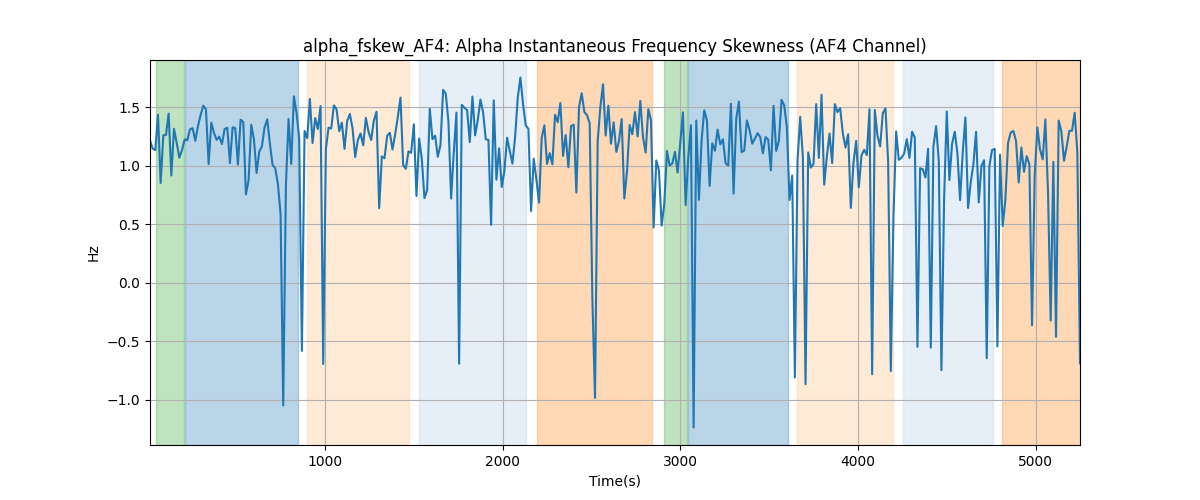 alpha_fskew_AF4: Alpha Instantaneous Frequency Skewness (AF4 Channel)
1.5
1.0
0.5
0.0
−0.5
−1.0
Hz
1000 2000 3000 4000 5000
Time(s)